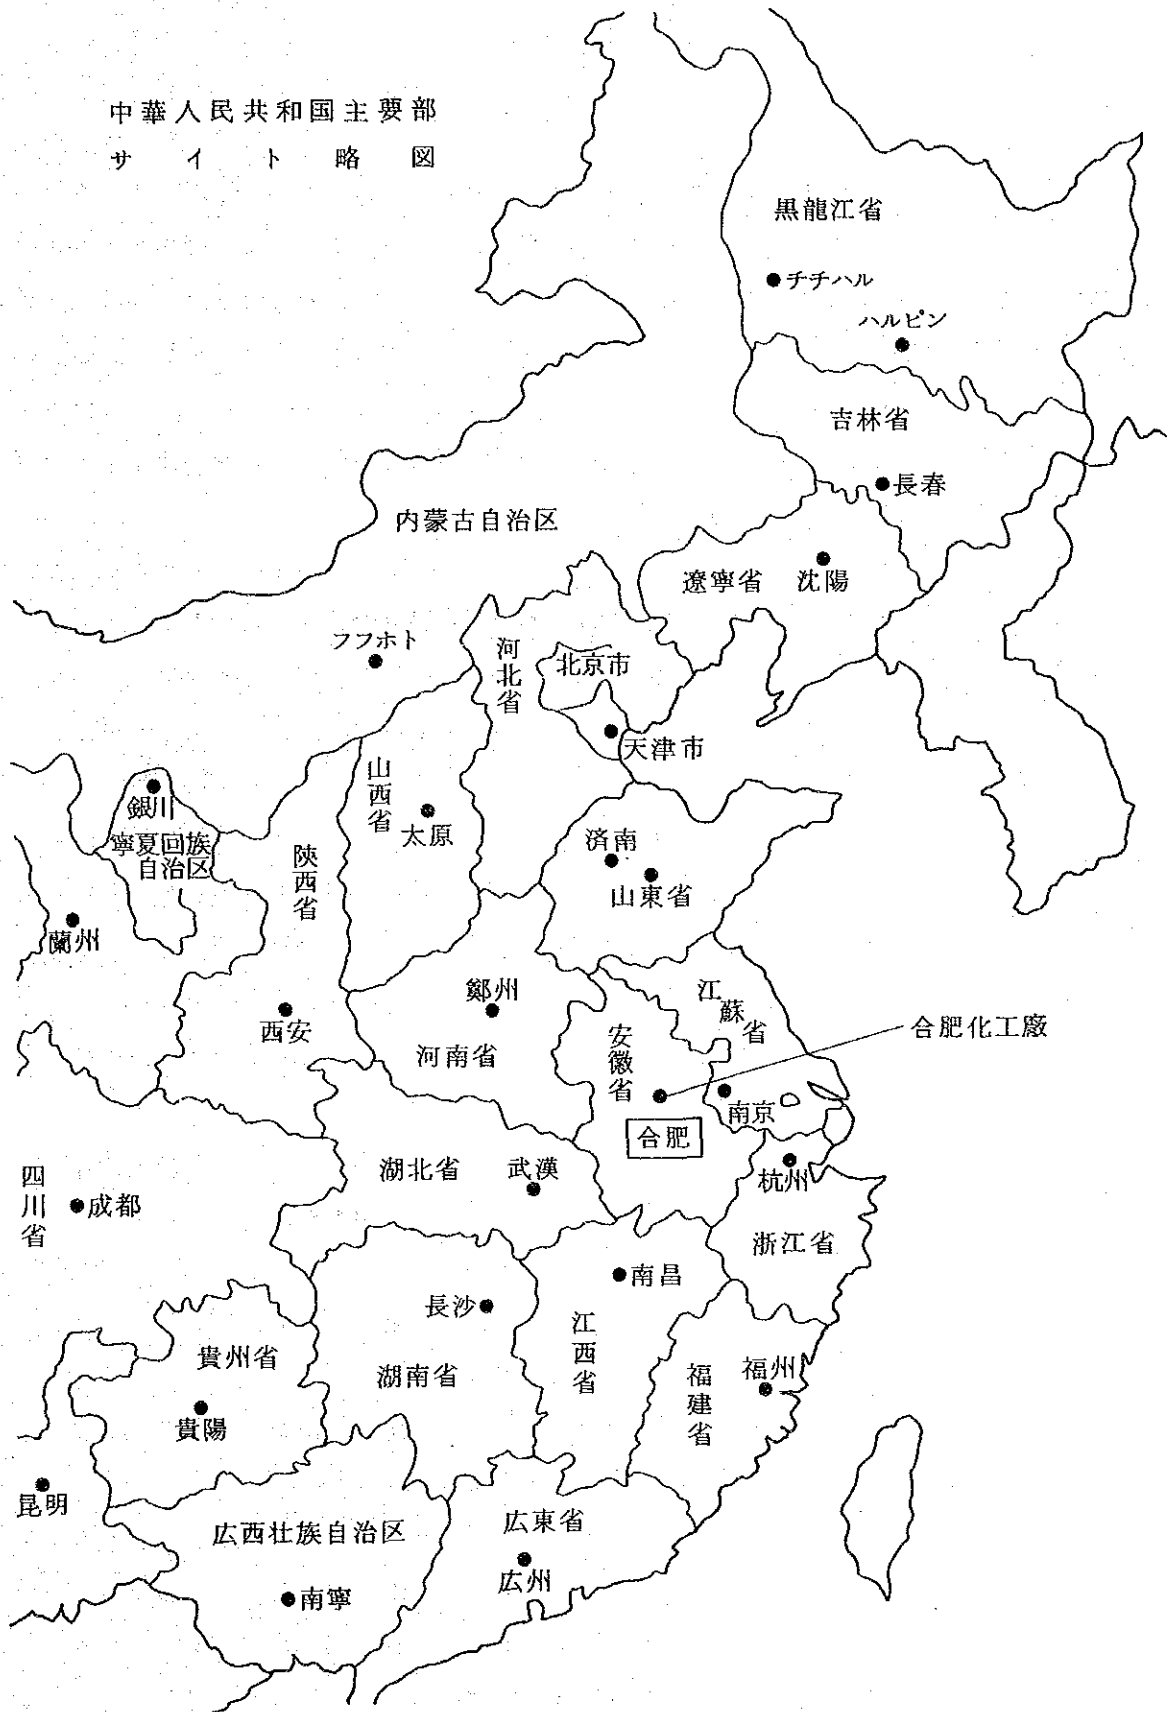 中華人民共和国主要部
サイト略図
黒龍江省
チチハル
ハルピン
吉林省
長春
内蒙古自治区
遼寧省
沈陽
フフホト
河北省
北京市
天津市
山西省
太原
銀川
寧夏回族
自治区
陝西省
済南
山東省
蘭州
鄭州
西安
河南省
江蘇省
安徽省
合肥化工廠
南京
合肥
湖北省
武漢
杭州
四川省
成都
浙江省
南昌
長沙
江西省
貴州省
湖南省
福建省
福州
貴陽
昆明
広西壮族自治区
広東省
広州
南寧